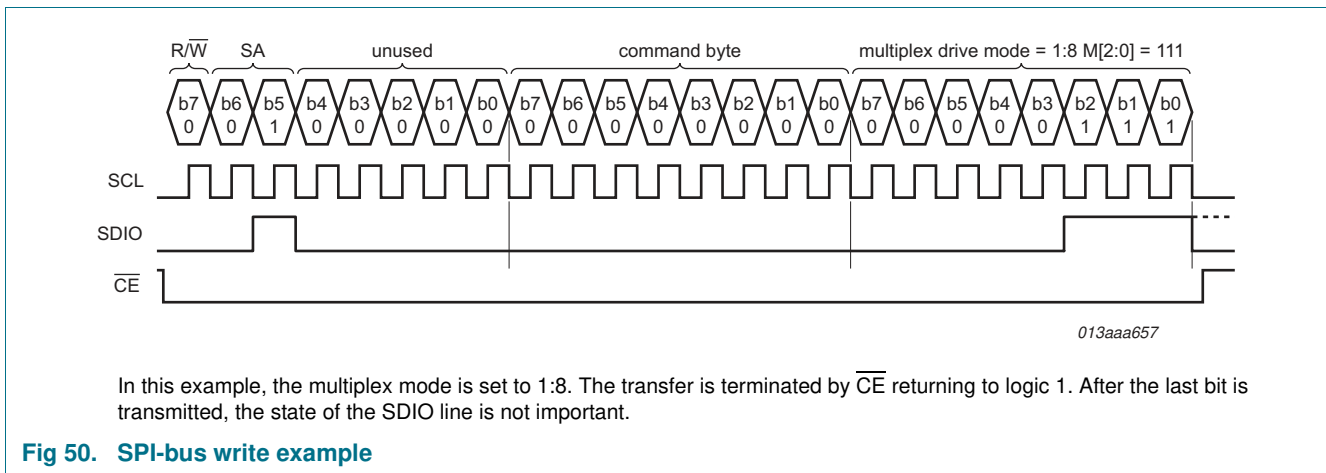 R/W SA unused command byte multiplex drive mode = 1:8 M[2:0] = 111
b7 b6 b5 b4 b3 b2 b1 b0 b7 b6 b5 b4 b3 b2 b1 b0 b7 b6 b5 b4 b3 b2 b1 b0
0 0 1 0 0 0 0 0 0 0 0 0 0 0 0 0 0 0 0 0 0 1 1 1
SCL
SDIO
CE
013aaa657
In this example, the multiplex mode is set to 1:8. The transfer is terminated by CE returning to logic 1. After the last bit is
transmitted, the state of the SDIO line is not important.
Fig 50. SPI-bus write example